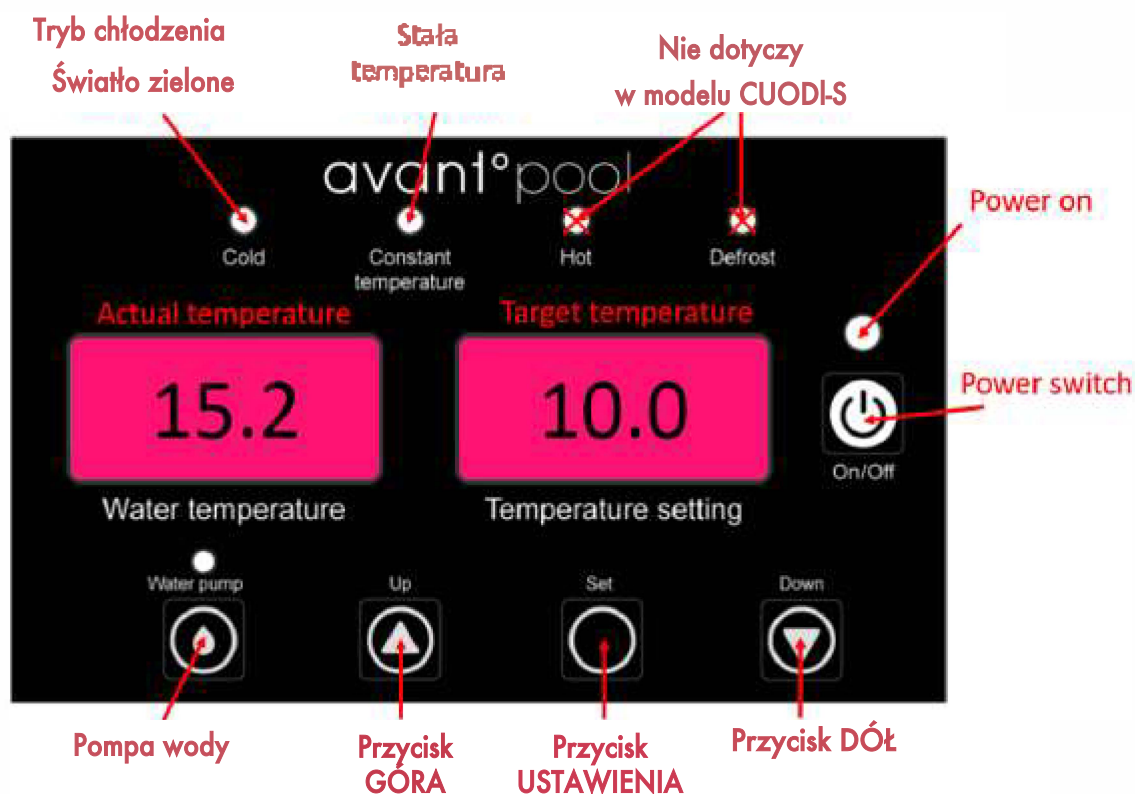 Tryb chłodzenia
Światło zielone
Stała
temperatura
Nie dotyczy
w modelu CUODI-S
avant°pool
Power on
Cold
Constant
temperature
Hot
Defrost
Actual temperature
Target temperature
15.2
10.0
Power switch
On/Off
Water temperature
Temperature setting
Water pump
Up
Set
Down
Pompa wody
Przycisk
GÓRA
Przycisk
USTAWIENIA
Przycisk DÓŁ